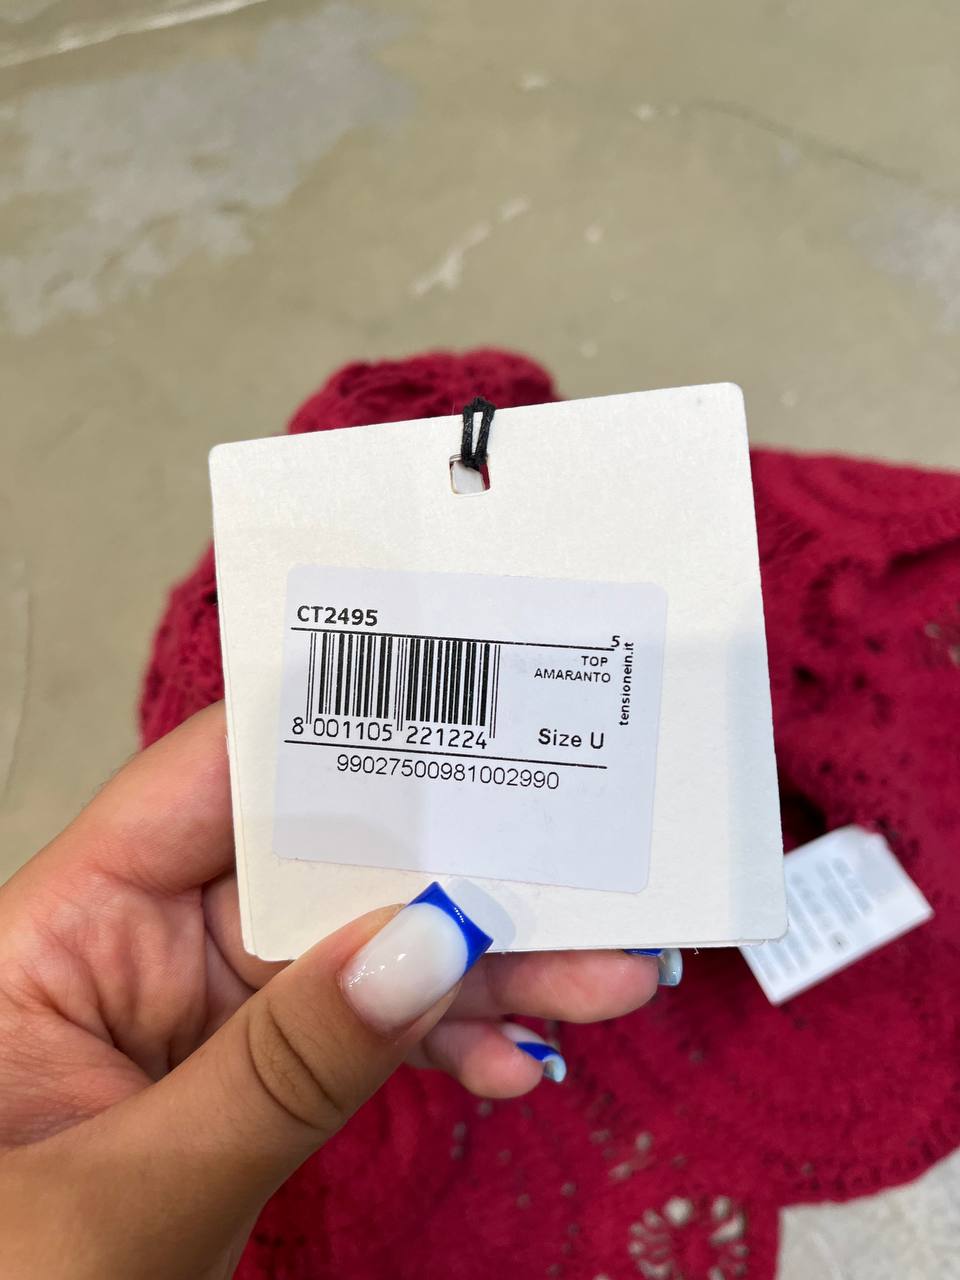 CT2495
5
TOP
AMARANTO
tensionein.it
8 001105 221224
Size U
99027500981002990